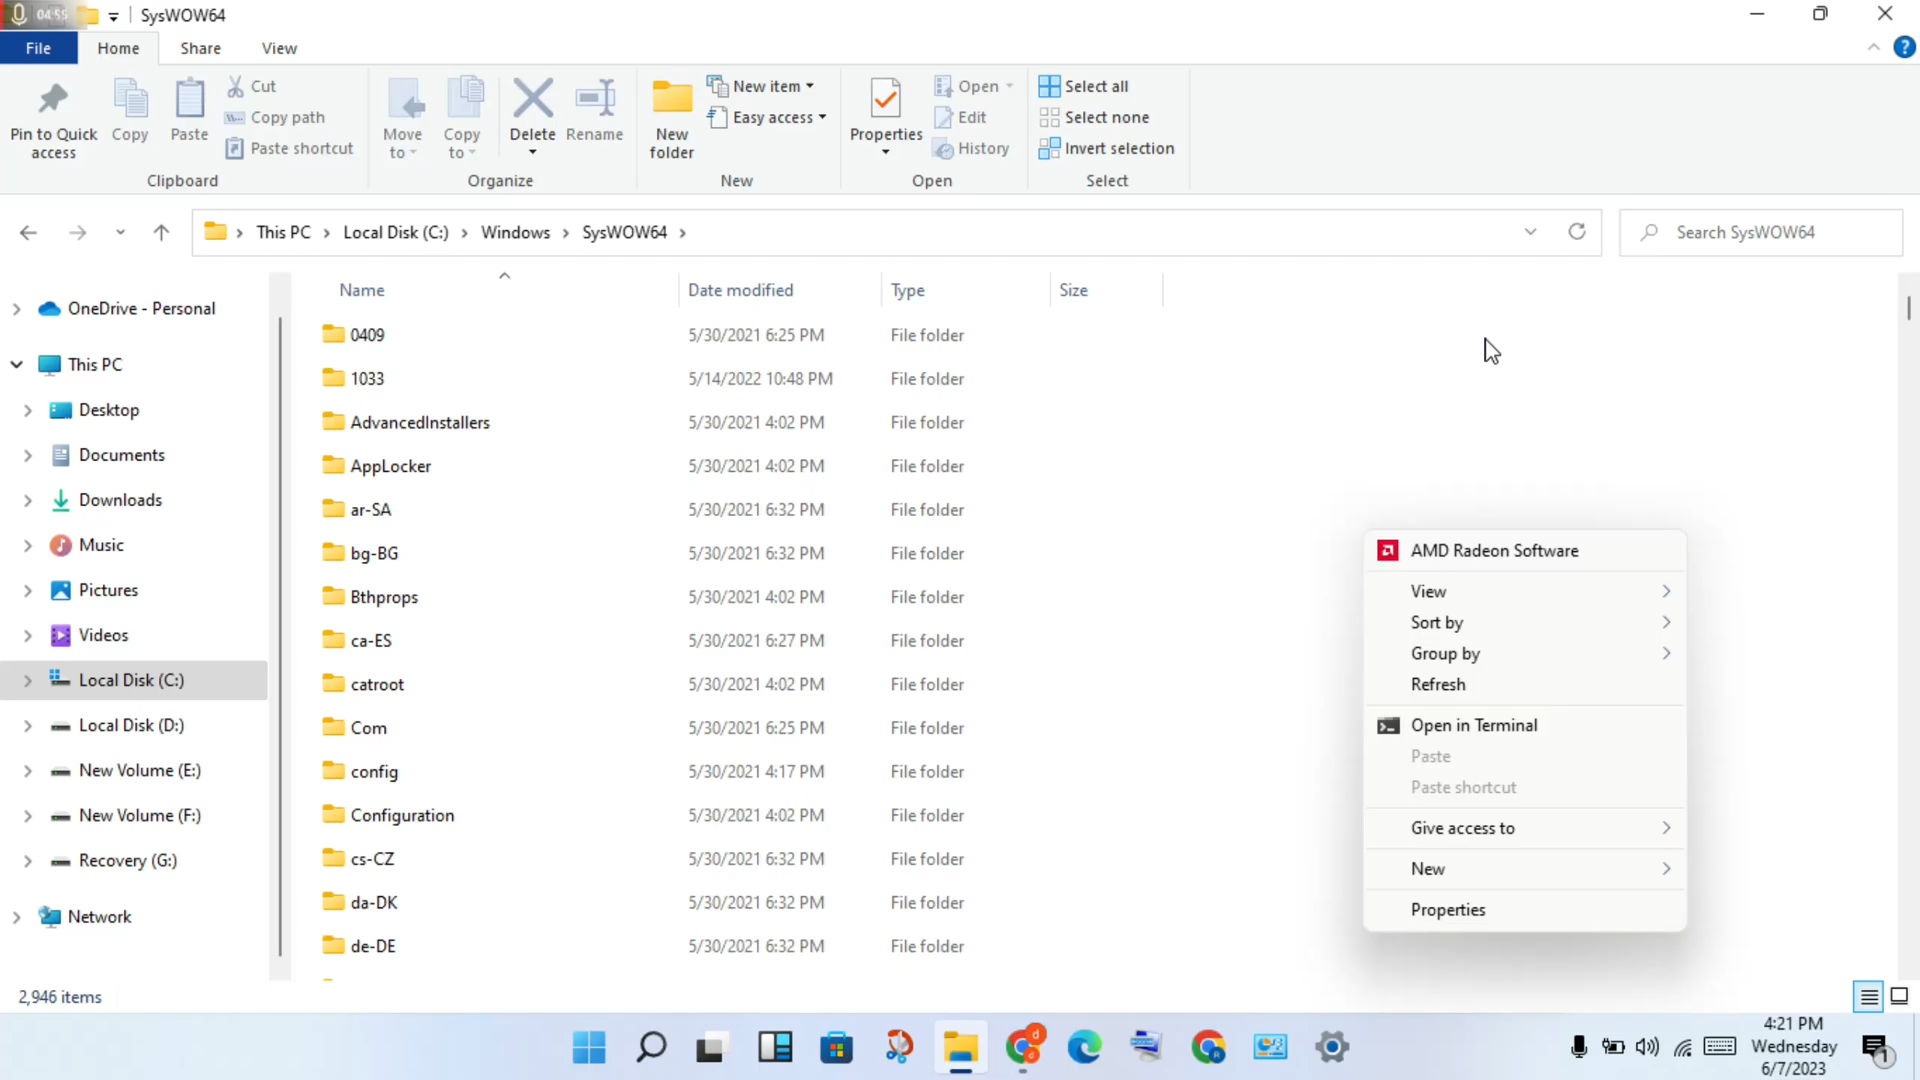 04:55 SysWOW64
File Home Share View
Pin to Quick access
Copy
Paste
Cut
Copy path
Paste shortcut
Clipboard
Move to
Copy to
Delete
Rename
Organize
New folder
New item
Easy access
New
Properties
Open
Edit
History
Open
Select all
Select none
Invert selection
Select
This PC Local Disk (C:) Windows SysWOW64
Search SysWOW64
OneDrive - Personal
This PC
Desktop
Documents
Downloads
Music
Pictures
Videos
Local Disk (C:)
Local Disk (D:)
New Volume (E:)
New Volume (F:)
Recovery (G:)
Network
Name Date modified Type Size
0409 5/30/2021 6:25 PM File folder
1033 5/14/2022 10:48 PM File folder
AdvancedInstallers 5/30/2021 4:02 PM File folder
AppLocker 5/30/2021 4:02 PM File folder
ar-SA 5/30/2021 6:32 PM File folder
bg-BG 5/30/2021 6:32 PM File folder
Bthprops 5/30/2021 4:02 PM File folder
ca-ES 5/30/2021 6:27 PM File folder
catroot 5/30/2021 4:02 PM File folder
Com 5/30/2021 6:25 PM File folder
config 5/30/2021 4:17 PM File folder
Configuration 5/30/2021 4:02 PM File folder
cs-CZ 5/30/2021 6:32 PM File folder
da-DK 5/30/2021 6:32 PM File folder
de-DE 5/30/2021 6:32 PM File folder
AMD Radeon Software
View
Sort by
Group by
Refresh
Open in Terminal
Paste
Paste shortcut
Give access to
New
Properties
2,946 items
4:21 PM
Wednesday
6/7/2023
1